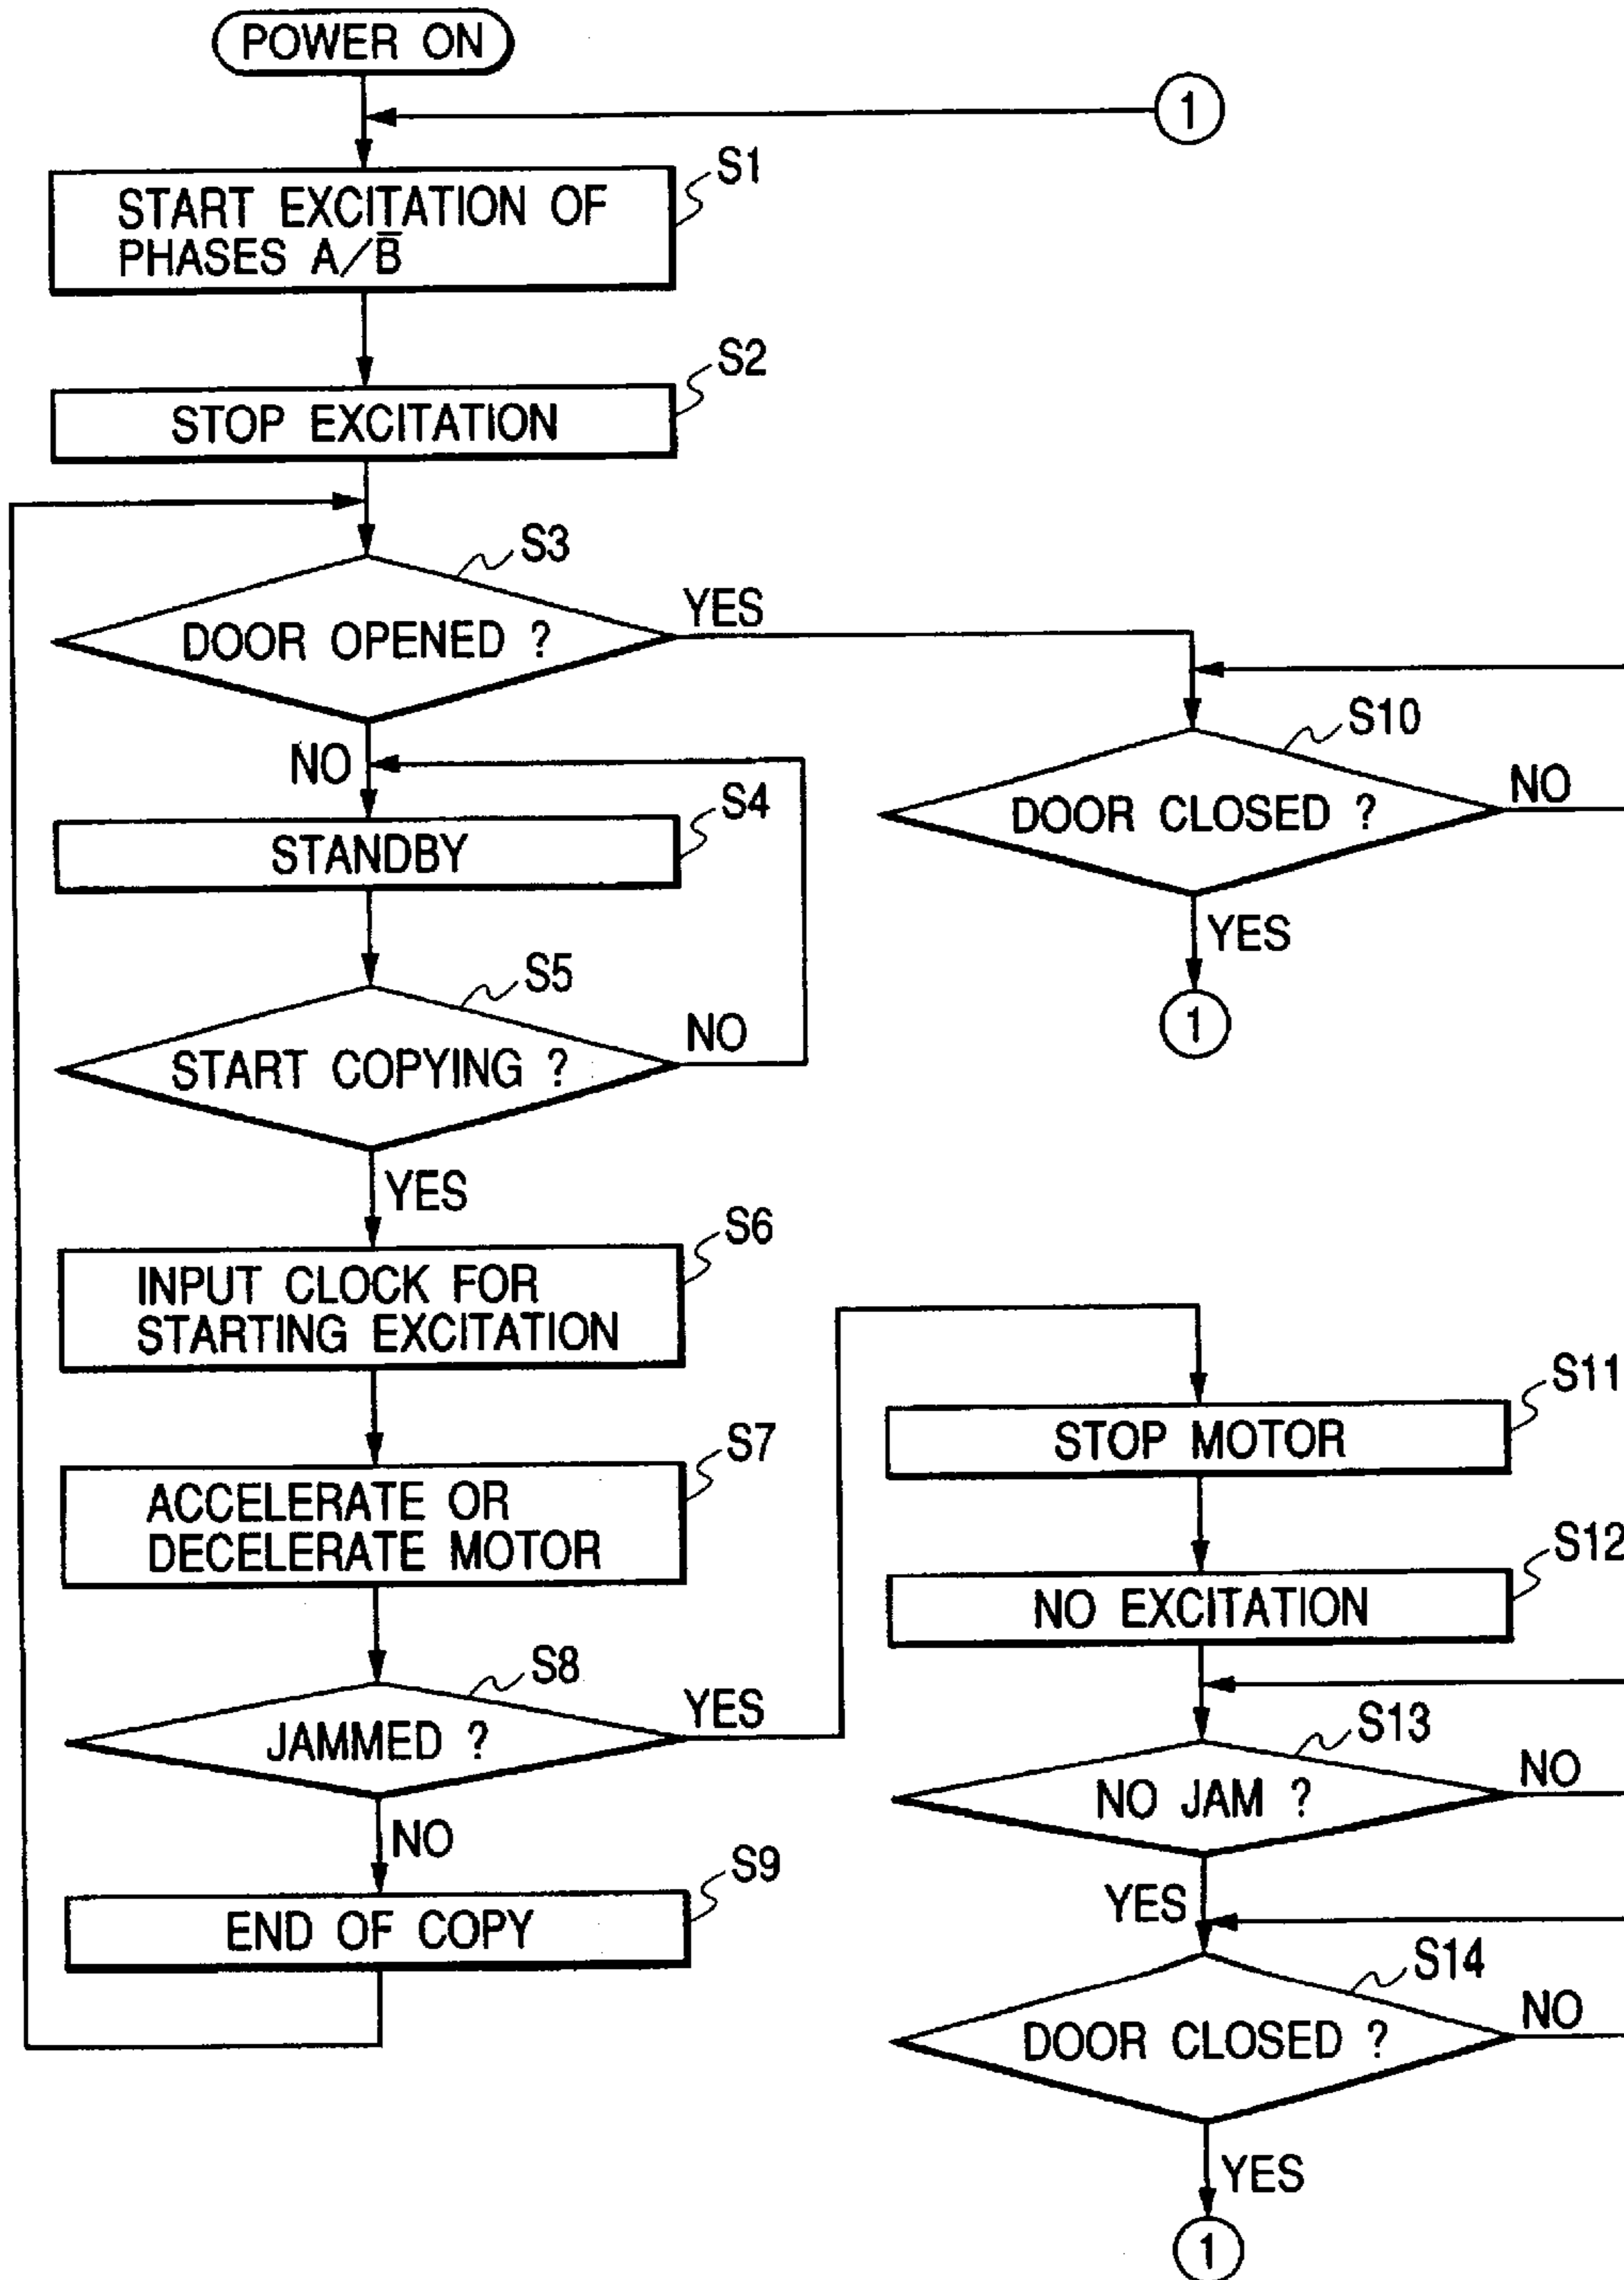 POWER ON
1
S1
START EXCITATION OF
PHASES A/B̅
S2
STOP EXCITATION
S3
DOOR OPENED ?
YES
NO
S4
STANDBY
S5
START COPYING ?
NO
YES
S6
INPUT CLOCK FOR
STARTING EXCITATION
S7
ACCELERATE OR
DECELERATE MOTOR
S8
JAMMED ?
YES
NO
S9
END OF COPY
S10
DOOR CLOSED ?
NO
YES
1
S11
STOP MOTOR
S12
NO EXCITATION
S13
NO JAM ?
NO
YES
S14
DOOR CLOSED ?
NO
YES
1